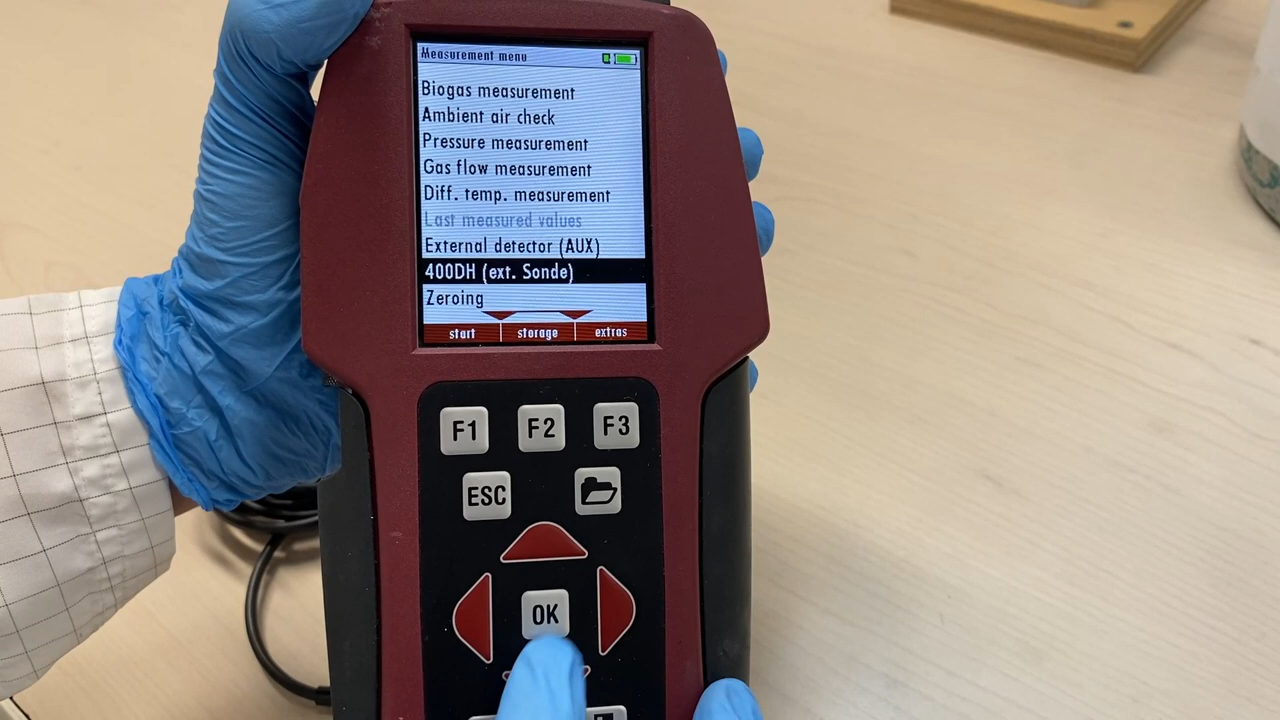 Measurement menu
Biogas measurement
Ambient air check
Pressure measurement
Gas flow measurement
Diff. temp. measurement
Last measured values
External detector (AUX)
400DH (ext. Sonde)
Zeroing
start storage extras
F1 F2 F3
ESC
OK